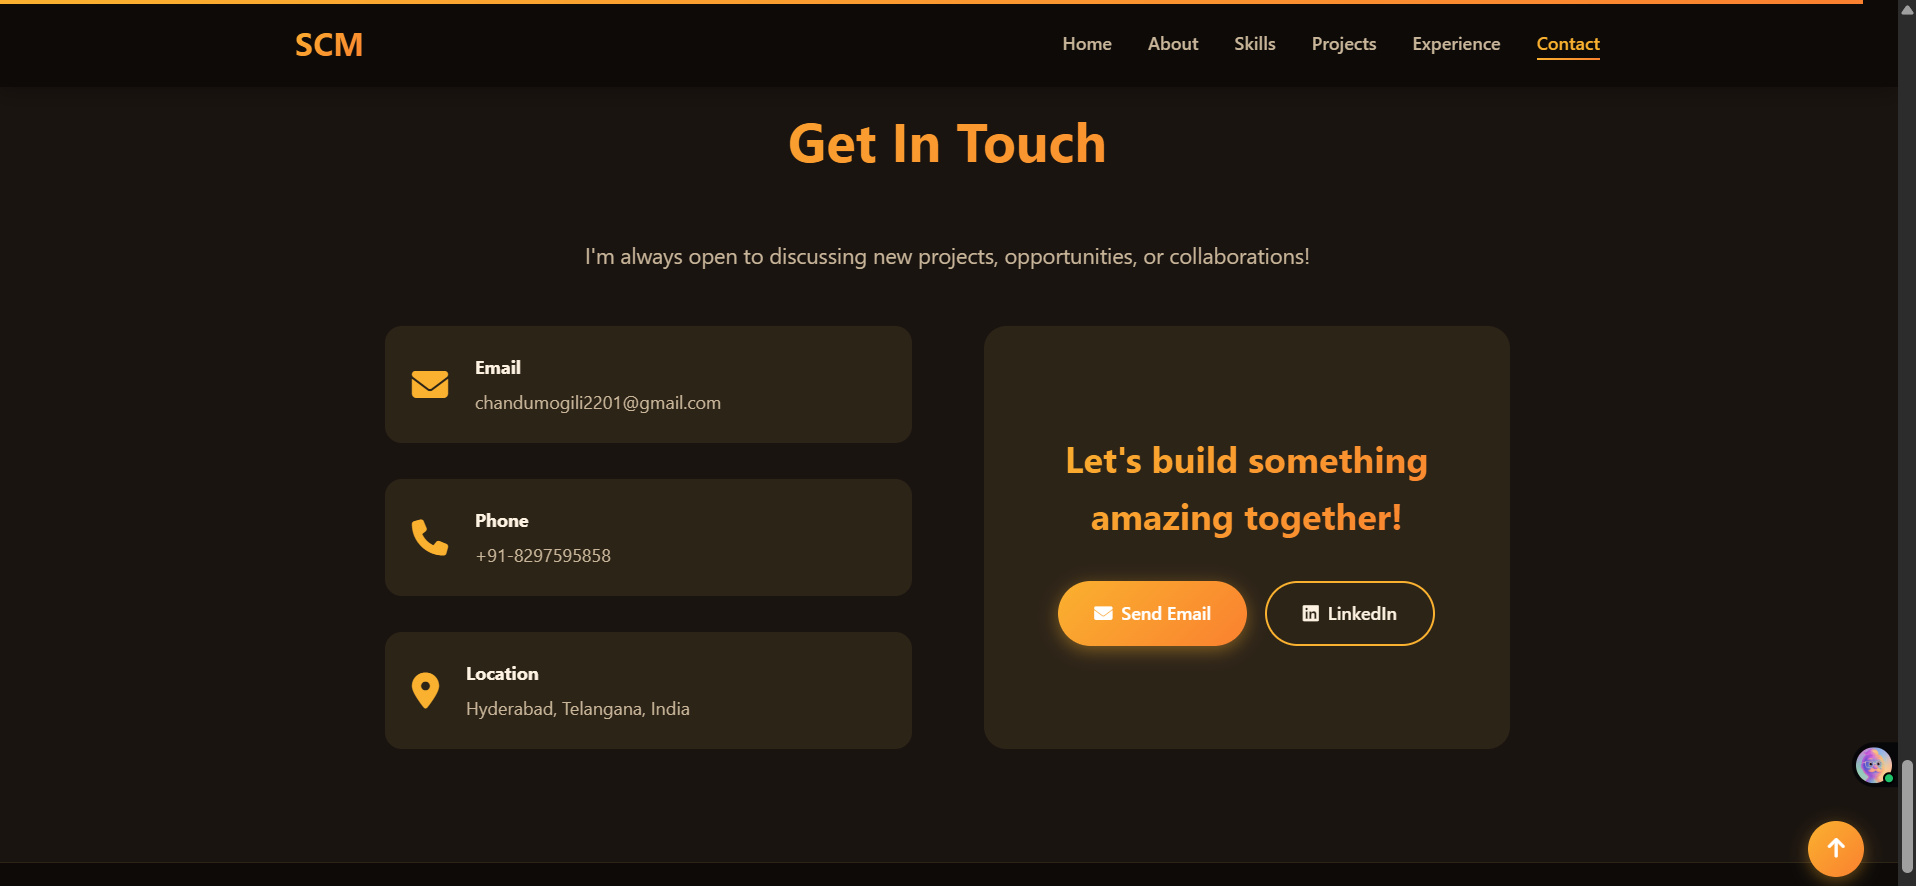 SCM
Home
About
Skills
Projects
Experience
Contact
Get In Touch
I'm always open to discussing new projects, opportunities, or collaborations!
Email
chandumogili2201@gmail.com
Phone
+91-8297595858
Location
Hyderabad, Telangana, India
Let's build something
amazing together!
Send Email
LinkedIn